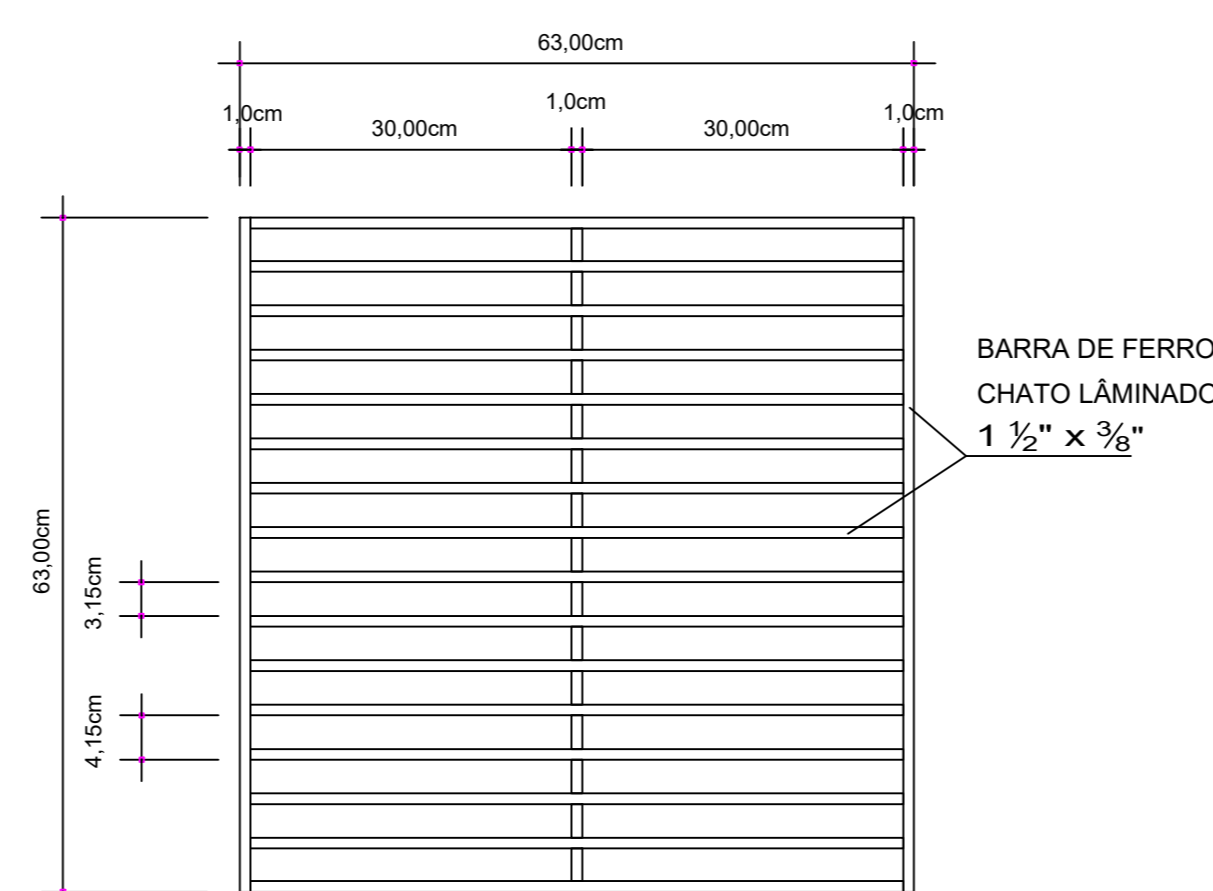 63,00cm
1,0cm
30,00cm
1,0cm
30,00cm
1,0cm
63,00cm
3,15cm
4,15cm
BARRA DE FERRO
CHATO LÂMINADO
1 ½" x ⅜"